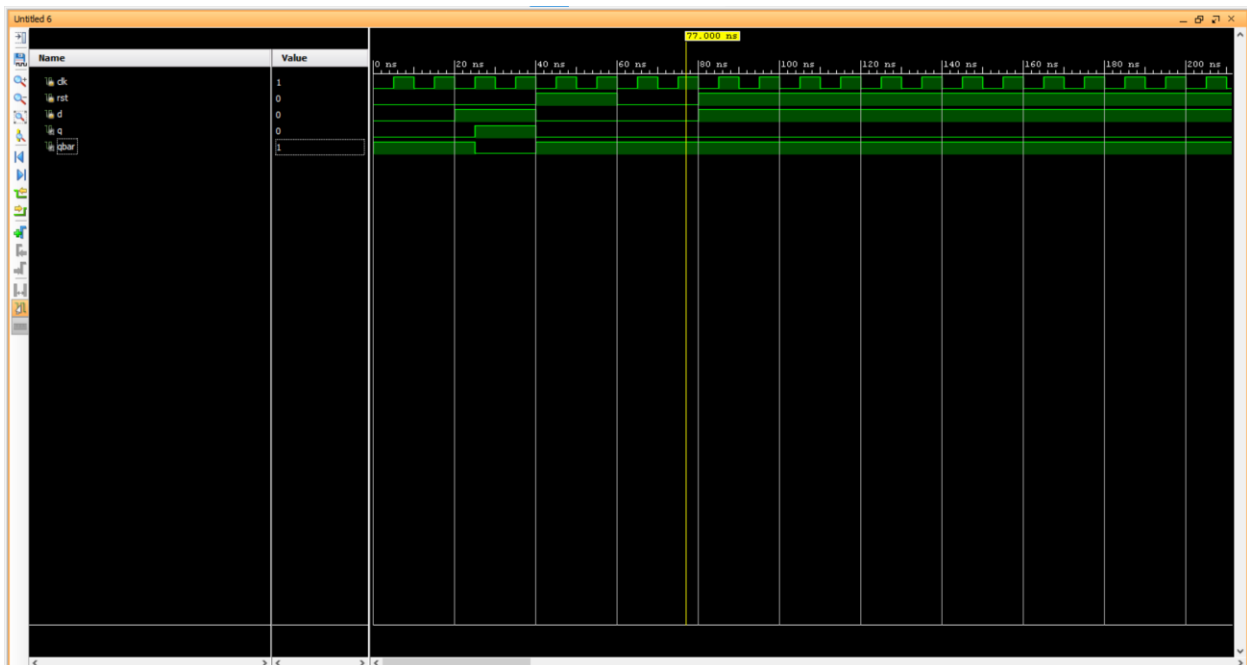 Untitled 6
77.000 ns
Name Value
0 ns 20 ns 40 ns 60 ns 80 ns 100 ns 120 ns 140 ns 160 ns 180 ns 200 ns
clk 1
rst 0
d 0
q 0
qbar 1